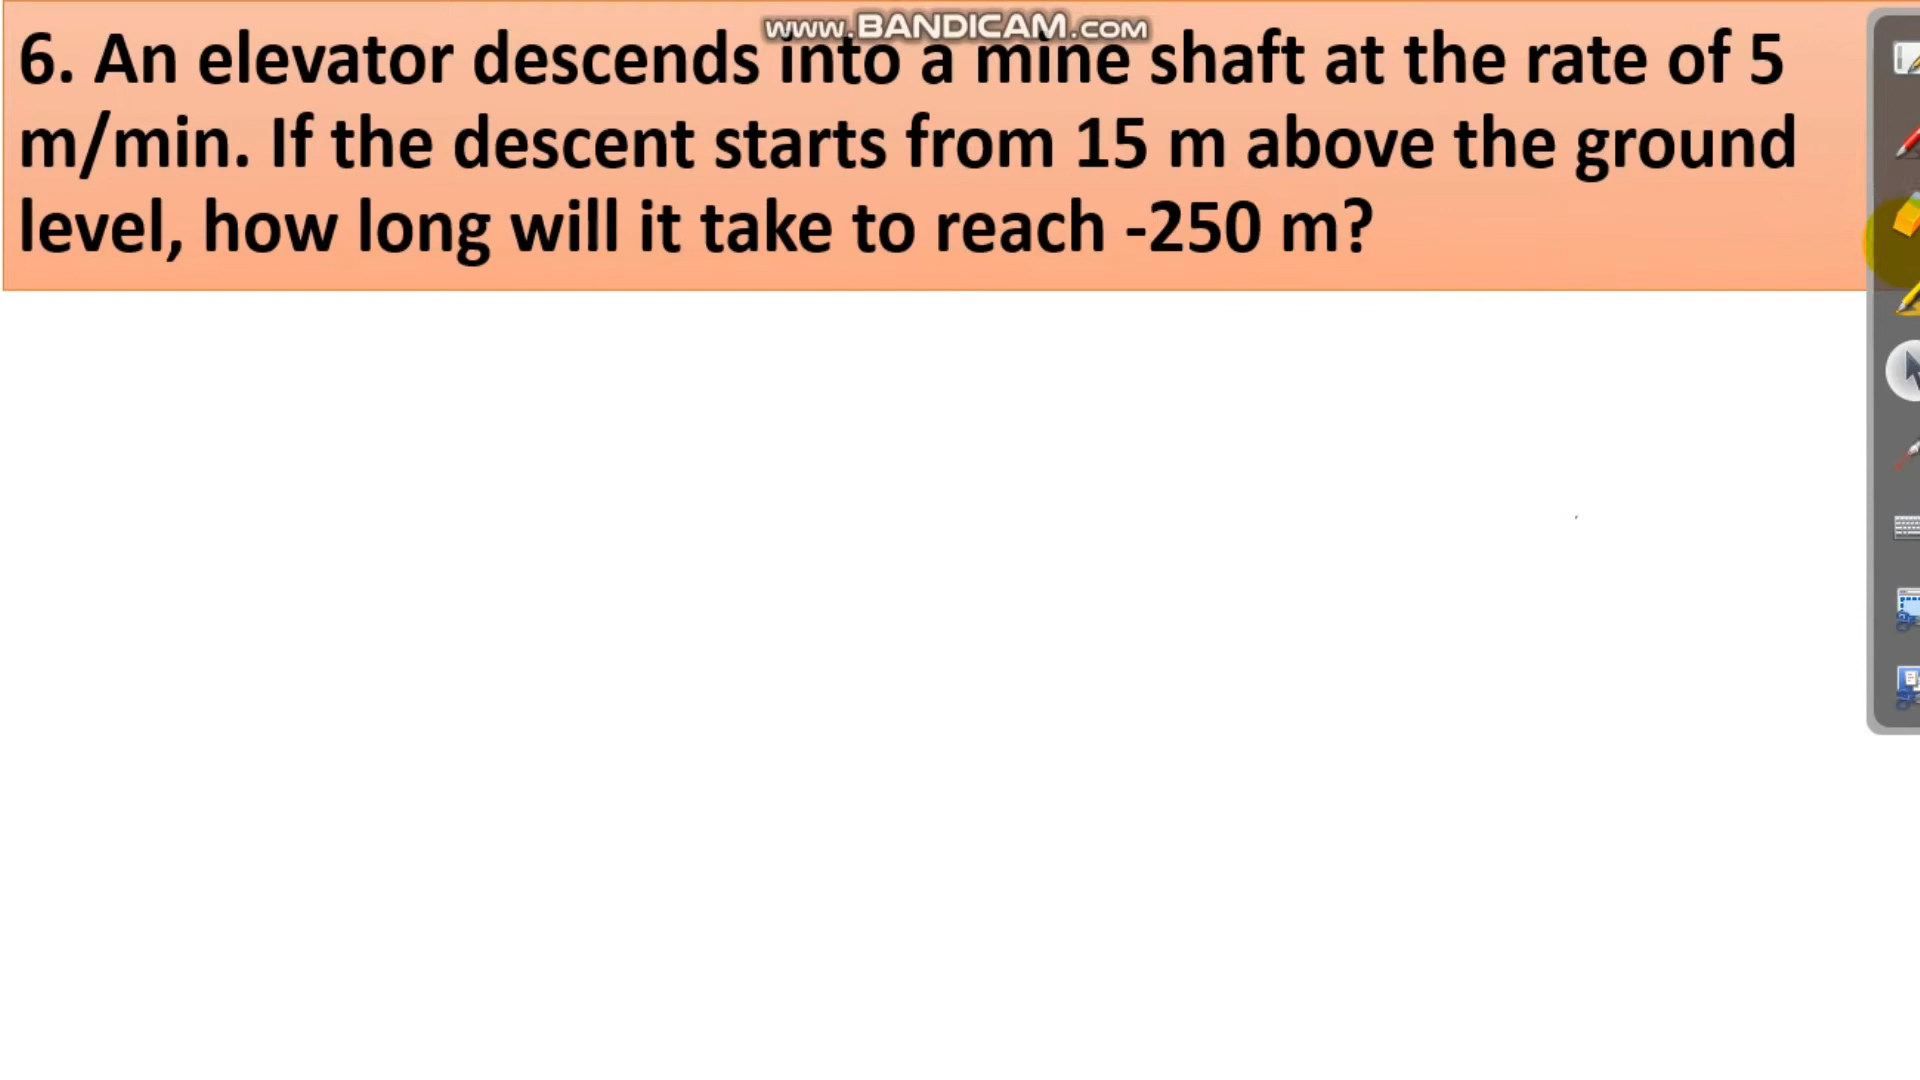 www.BANDICAM.com
6. An elevator descends into a mine shaft at the rate of 5
m/min. If the descent starts from 15 m above the ground
level, how long will it take to reach -250 m?